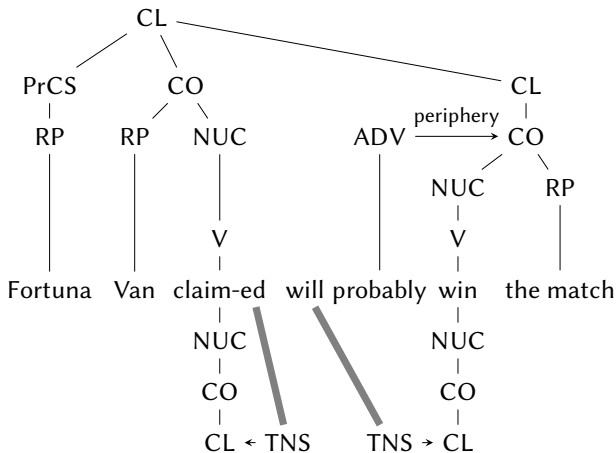 CL
PrCS CO CL
periphery
RP RP NUC ADV CO
NUC RP
V V
Fortuna Van claim-ed will probably win the match
NUC NUC
CO CO
CL TNS TNS CL